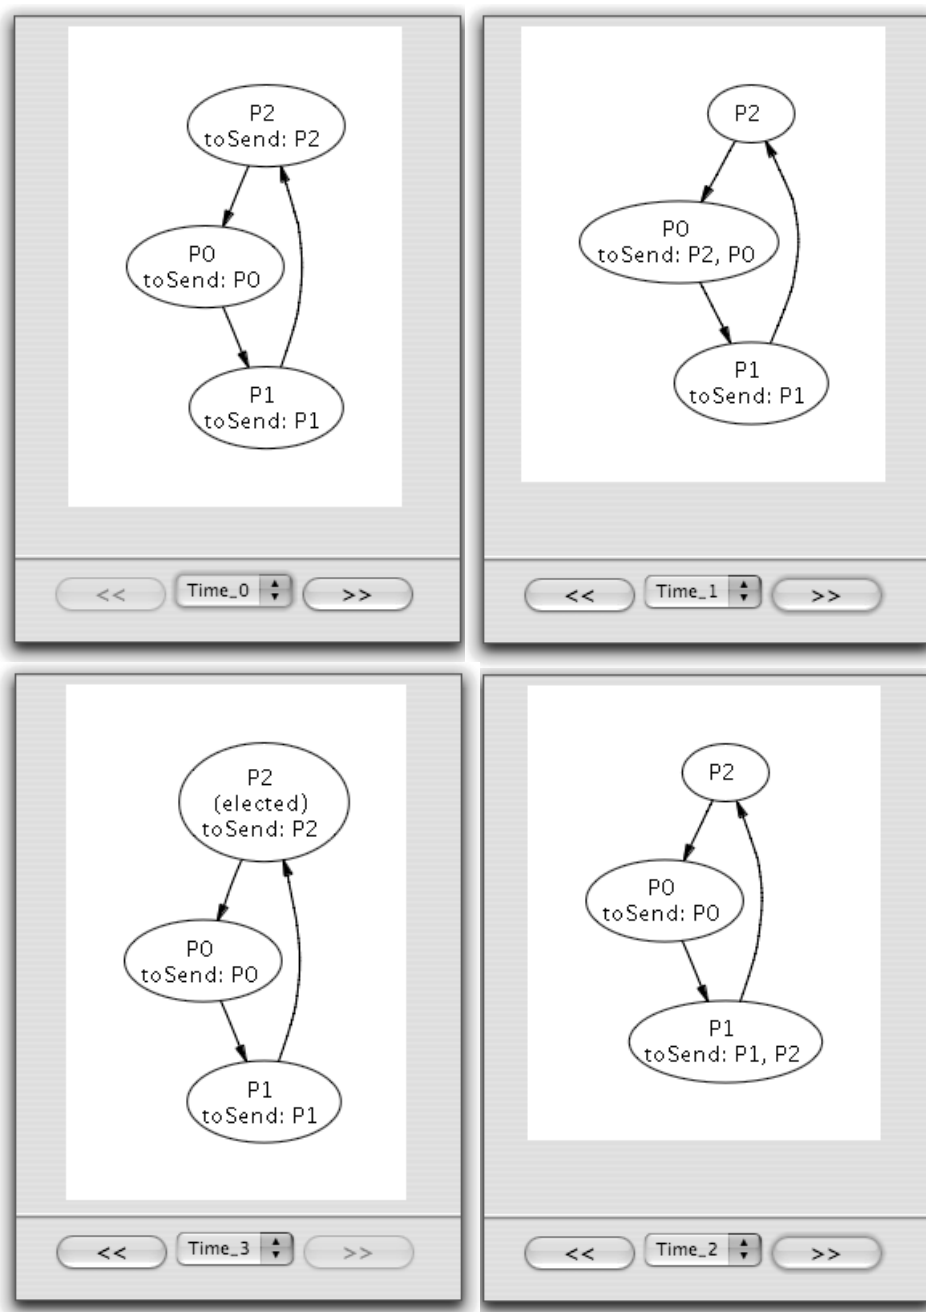 P2
toSend: P2
P0
toSend: P0
P1
toSend: P1
<<
Time_0
>>
P2
P0
toSend: P2, P0
P1
toSend: P1
<<
Time_1
>>
P2
(elected)
toSend: P2
P0
toSend: P0
P1
toSend: P1
<<
Time_3
>>
P2
P0
toSend: P0
P1
toSend: P1, P2
<<
Time_2
>>